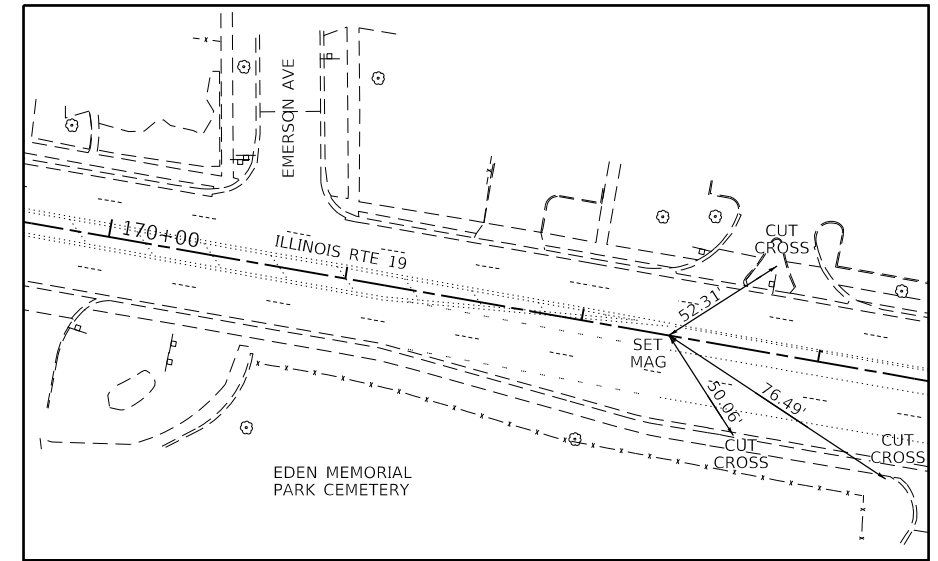 EMERSON AVE
170+00
ILLINOIS RTE 19
CUT
CROSS
52.31'
SET
MAG
50.06'
76.49'
CUT
CROSS
CUT
CROSS
EDEN MEMORIAL
PARK CEMETERY